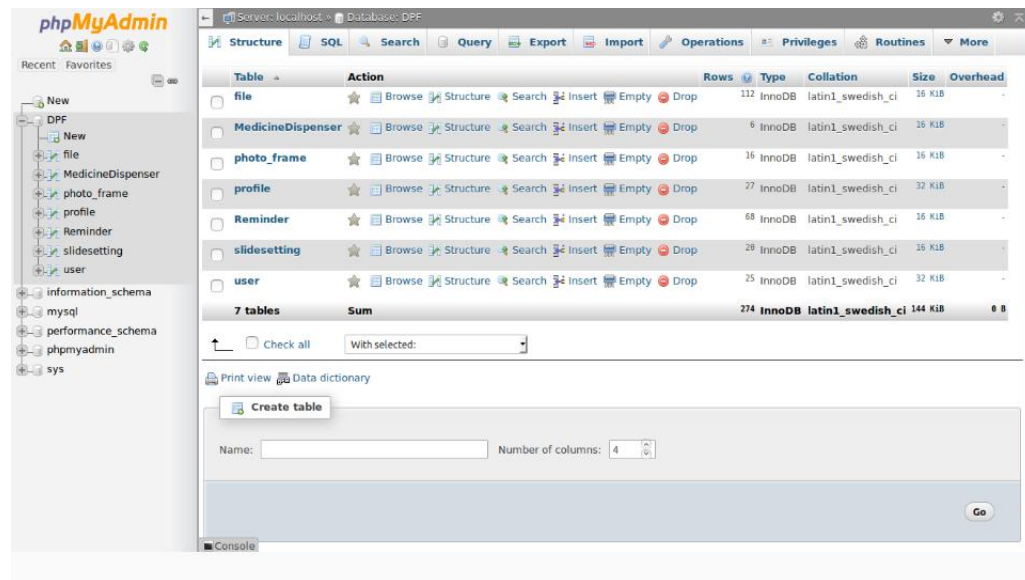 phpMyAdmin
Recent Favorites
New
DPF
New
file
MedicineDispenser
photo_frame
profile
Reminder
slidesetting
user
information_schema
mysql
performance_schema
phpmyadmin
sys
Server: localhost » Database: DPF
Structure SQL Search Query Export Import Operations Privileges Routines More
Table Action Rows Type Collation Size Overhead
file Browse Structure Search Insert Empty Drop 112 InnoDB latin1_swedish_ci 16 KiB -
MedicineDispenser Browse Structure Search Insert Empty Drop 6 InnoDB latin1_swedish_ci 16 KiB -
photo_frame Browse Structure Search Insert Empty Drop 16 InnoDB latin1_swedish_ci 16 KiB -
profile Browse Structure Search Insert Empty Drop 27 InnoDB latin1_swedish_ci 32 KiB -
Reminder Browse Structure Search Insert Empty Drop 68 InnoDB latin1_swedish_ci 16 KiB -
slidesetting Browse Structure Search Insert Empty Drop 20 InnoDB latin1_swedish_ci 16 KiB -
user Browse Structure Search Insert Empty Drop 25 InnoDB latin1_swedish_ci 32 KiB -
7 tables Sum 274 InnoDB latin1_swedish_ci 144 KiB 0 B
Check all With selected:
Print view Data dictionary
Create table
Name: Number of columns: 4
Go
Console